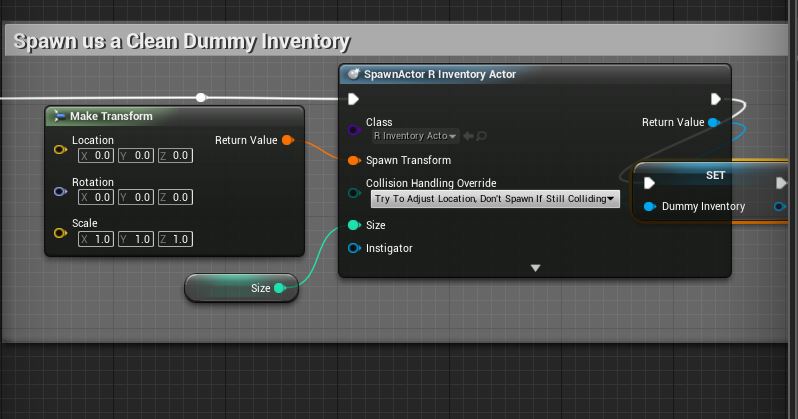 Spawn us a Clean Dummy Inventory
SpawnActor R Inventory Actor
Make Transform
Location
Return Value
X 0.0 Y 0.0 Z 0.0
Rotation
X 0.0 Y 0.0 Z 0.0
Scale
X 1.0 Y 1.0 Z 1.0
Class
R Inventory Acto
Return Value
Spawn Transform
Collision Handling Override
Try To Adjust Location, Don't Spawn If Still Colliding
Size
Instigator
SET
Dummy Inventory
Size